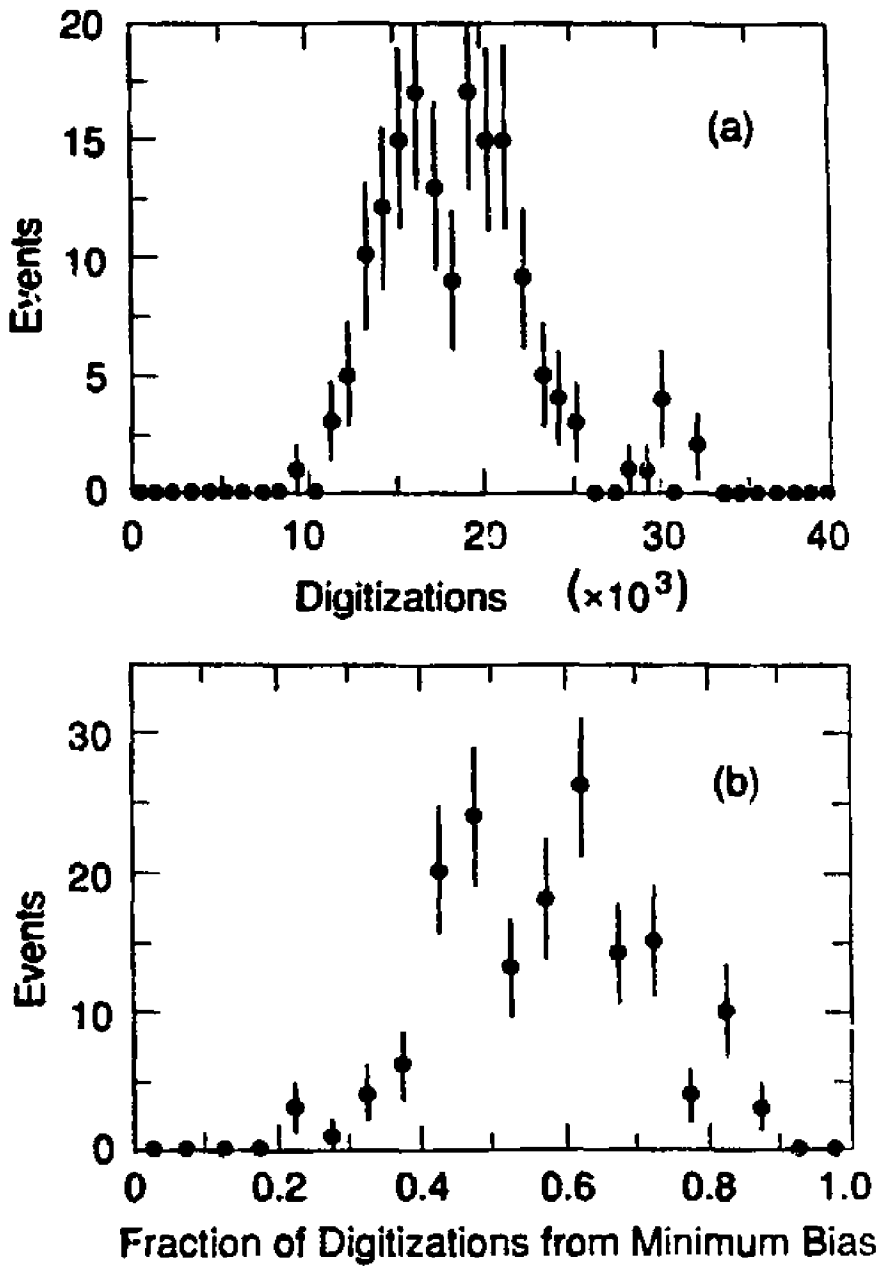 20
15
10
5
0
Events
(a)
0 10 20 30 40
Digitizations (×10³)
30
20
10
0
Events
(b)
0 0.2 0.4 0.6 0.8 1.0
Fraction of Digitizations from Minimum Bias